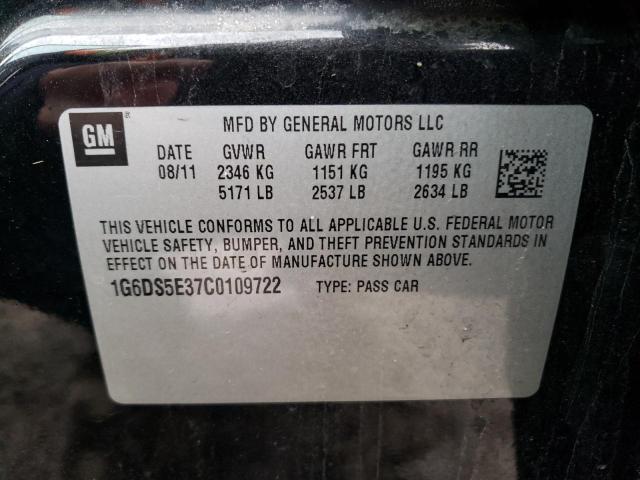 GM
MFD BY GENERAL MOTORS LLC
DATE GVWR GAWR FRT GAWR RR
08/11 2346 KG 1151 KG 1195 KG
5171 LB 2537 LB 2634 LB
THIS VEHICLE CONFORMS TO ALL APPLICABLE U.S. FEDERAL MOTOR
VEHICLE SAFETY, BUMPER, AND THEFT PREVENTION STANDARDS IN
EFFECT ON THE DATE OF MANUFACTURE SHOWN ABOVE.
1G6DS5E37C0109722 TYPE: PASS CAR